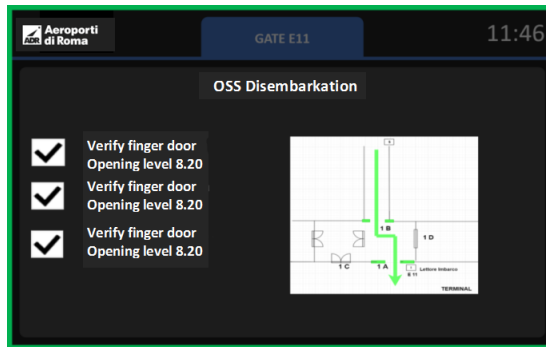 Aeroporti
di Roma
ADR
GATE E11
11:46
OSS Disembarkation
Verify finger door
Opening level 8.20
Verify finger door
Opening level 8.20
Verify finger door
Opening level 8.20
1 B
1 D
1 C
1 A
E 11
Lettore Imbarco
TERMINAL